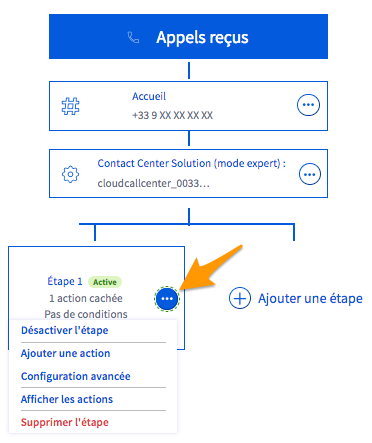 Appels reçus
Accueil
+33 9 XX XX XX XX
Contact Center Solution (mode expert) :
cloudcallcenter_0033...
Étape 1 Active
1 action cachée
Pas de conditions
Ajouter une étape
Désactiver l'étape
Ajouter une action
Configuration avancée
Afficher les actions
Supprimer l'étape